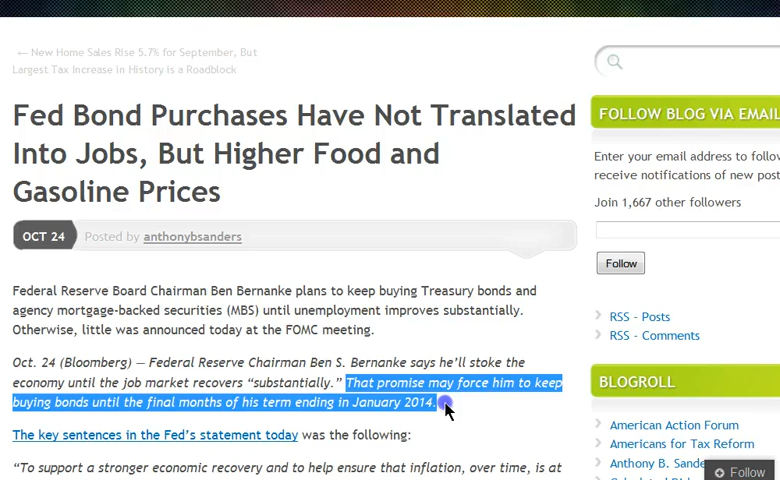 ← New Home Sales Rise 5.7% for September, But
Largest Tax Increase in History is a Roadblock
Fed Bond Purchases Have Not Translated
Into Jobs, But Higher Food and
Gasoline Prices
OCT 24 Posted by anthonybsanders
Federal Reserve Board Chairman Ben Bernanke plans to keep buying Treasury bonds and
agency mortgage-backed securities (MBS) until unemployment improves substantially.
Otherwise, little was announced today at the FOMC meeting.
Oct. 24 (Bloomberg) — Federal Reserve Chairman Ben S. Bernanke says he’ll stoke the
economy until the job market recovers “substantially.” That promise may force him to keep
buying bonds until the final months of his term ending in January 2014.
The key sentences in the Fed’s statement today was the following:
“To support a stronger economic recovery and to help ensure that inflation, over time, is at
FOLLOW BLOG VIA EMAIL
Enter your email address to follo
receive notifications of new post
Join 1,667 other followers
Follow
RSS - Posts
RSS - Comments
BLOGROLL
American Action Forum
Americans for Tax Reform
Anthony B. Sande
Follow